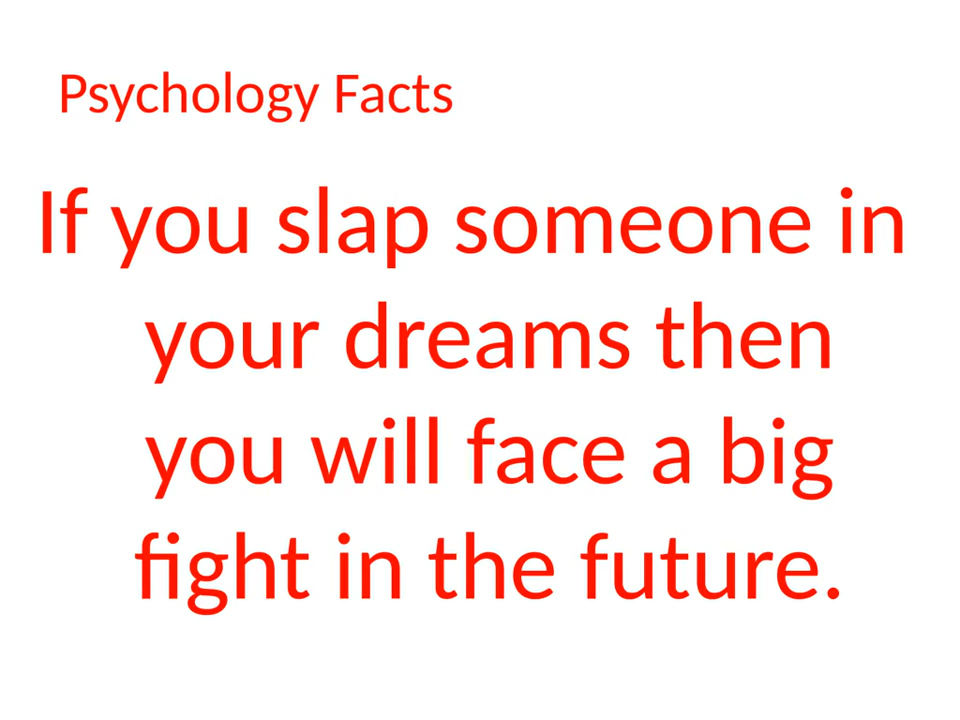 Psychology Facts
If you slap someone in
your dreams then
you will face a big
fight in the future.